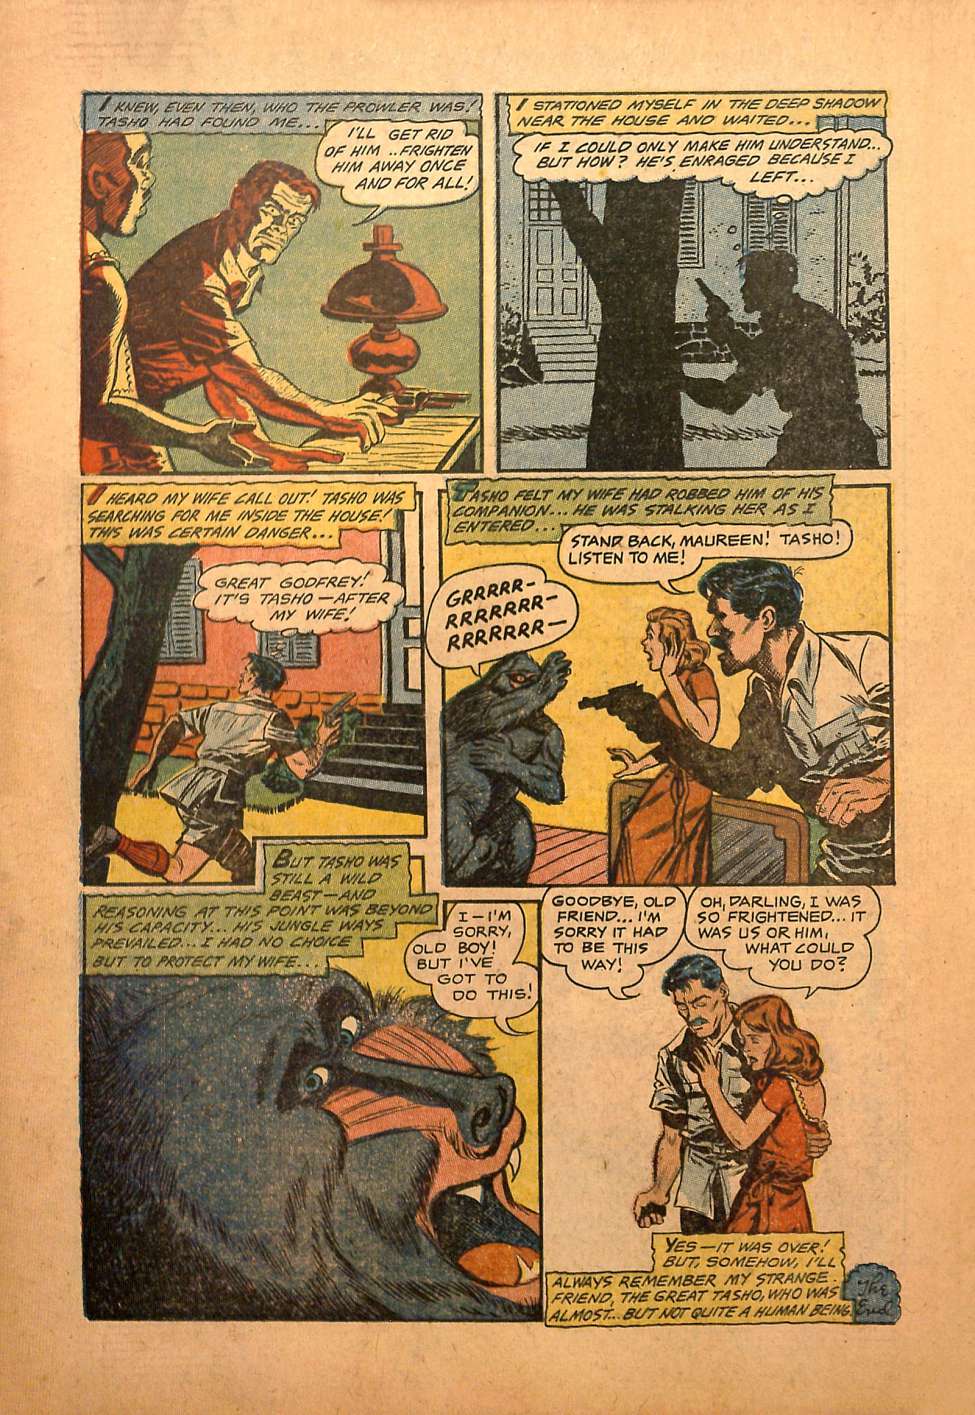 I KNEW, EVEN THEN, WHO THE PROWLER WAS!
TASHO HAD FOUND ME...
I'LL GET RID
OF HIM ..FRIGHTEN
HIM AWAY ONCE
AND FOR ALL!
I STATIONED MYSELF IN THE DEEP SHADOW
NEAR THE HOUSE AND WAITED...
IF I COULD ONLY MAKE HIM UNDERSTAND...
BUT HOW? HE'S ENRAGED BECAUSE I
LEFT...
I HEARD MY WIFE CALL OUT! TASHO WAS
SEARCHING FOR ME INSIDE THE HOUSE!
THIS WAS CERTAIN DANGER...
GREAT GODFREY!
IT'S TASHO—AFTER
MY WIFE!
TASHO FELT MY WIFE HAD ROBBED HIM OF HIS
COMPANION... HE WAS STALKING HER AS I
ENTERED...
STAND BACK, MAUREEN! TASHO!
LISTEN TO ME!
GRRRRR-
RRRRRRR-
RRRRRRR—
BUT TASHO WAS
STILL A WILD
BEAST—AND
REASONING AT THIS POINT WAS BEYOND
HIS CAPACITY... HIS JUNGLE WAYS
PREVAILED... I HAD NO CHOICE
BUT TO PROTECT MY WIFE...
I-I'M
SORRY,
OLD BOY!
BUT I'VE
GOT TO
DO THIS!
GOODBYE, OLD
FRIEND... I'M
SORRY IT HAD
TO BE THIS
WAY!
OH, DARLING, I WAS
SO FRIGHTENED... IT
WAS US OR HIM,
WHAT COULD
YOU DO?
YES—IT WAS OVER!
BUT, SOMEHOW, I'LL
ALWAYS REMEMBER MY STRANGE
FRIEND, THE GREAT TASHO, WHO WAS
ALMOST... BUT NOT QUITE A HUMAN BEING.
The
End